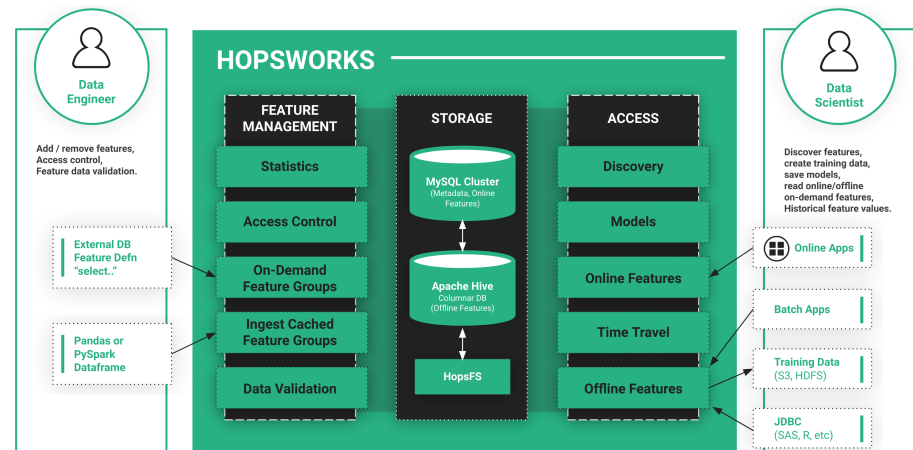 Data
Engineer
Add / remove features,
Access control,
Feature data validation.
External DB
Feature Defn
"select.."
Pandas or
PySpark
Dataframe
HOPSWORKS
FEATURE
MANAGEMENT
Statistics
Access Control
On-Demand
Feature Groups
Ingest Cached
Feature Groups
Data Validation
STORAGE
MySQL Cluster
(Metadata, Online
Features)
Apache Hive
Columnar DB
(Offline Features)
HopsFS
ACCESS
Discovery
Models
Online Features
Time Travel
Offline Features
Data
Scientist
Discover features,
create training data,
save models,
read online/offline
on-demand features,
Historical feature values.
Online Apps
Batch Apps
Training Data
(S3, HDFS)
JDBC
(SAS, R, etc)